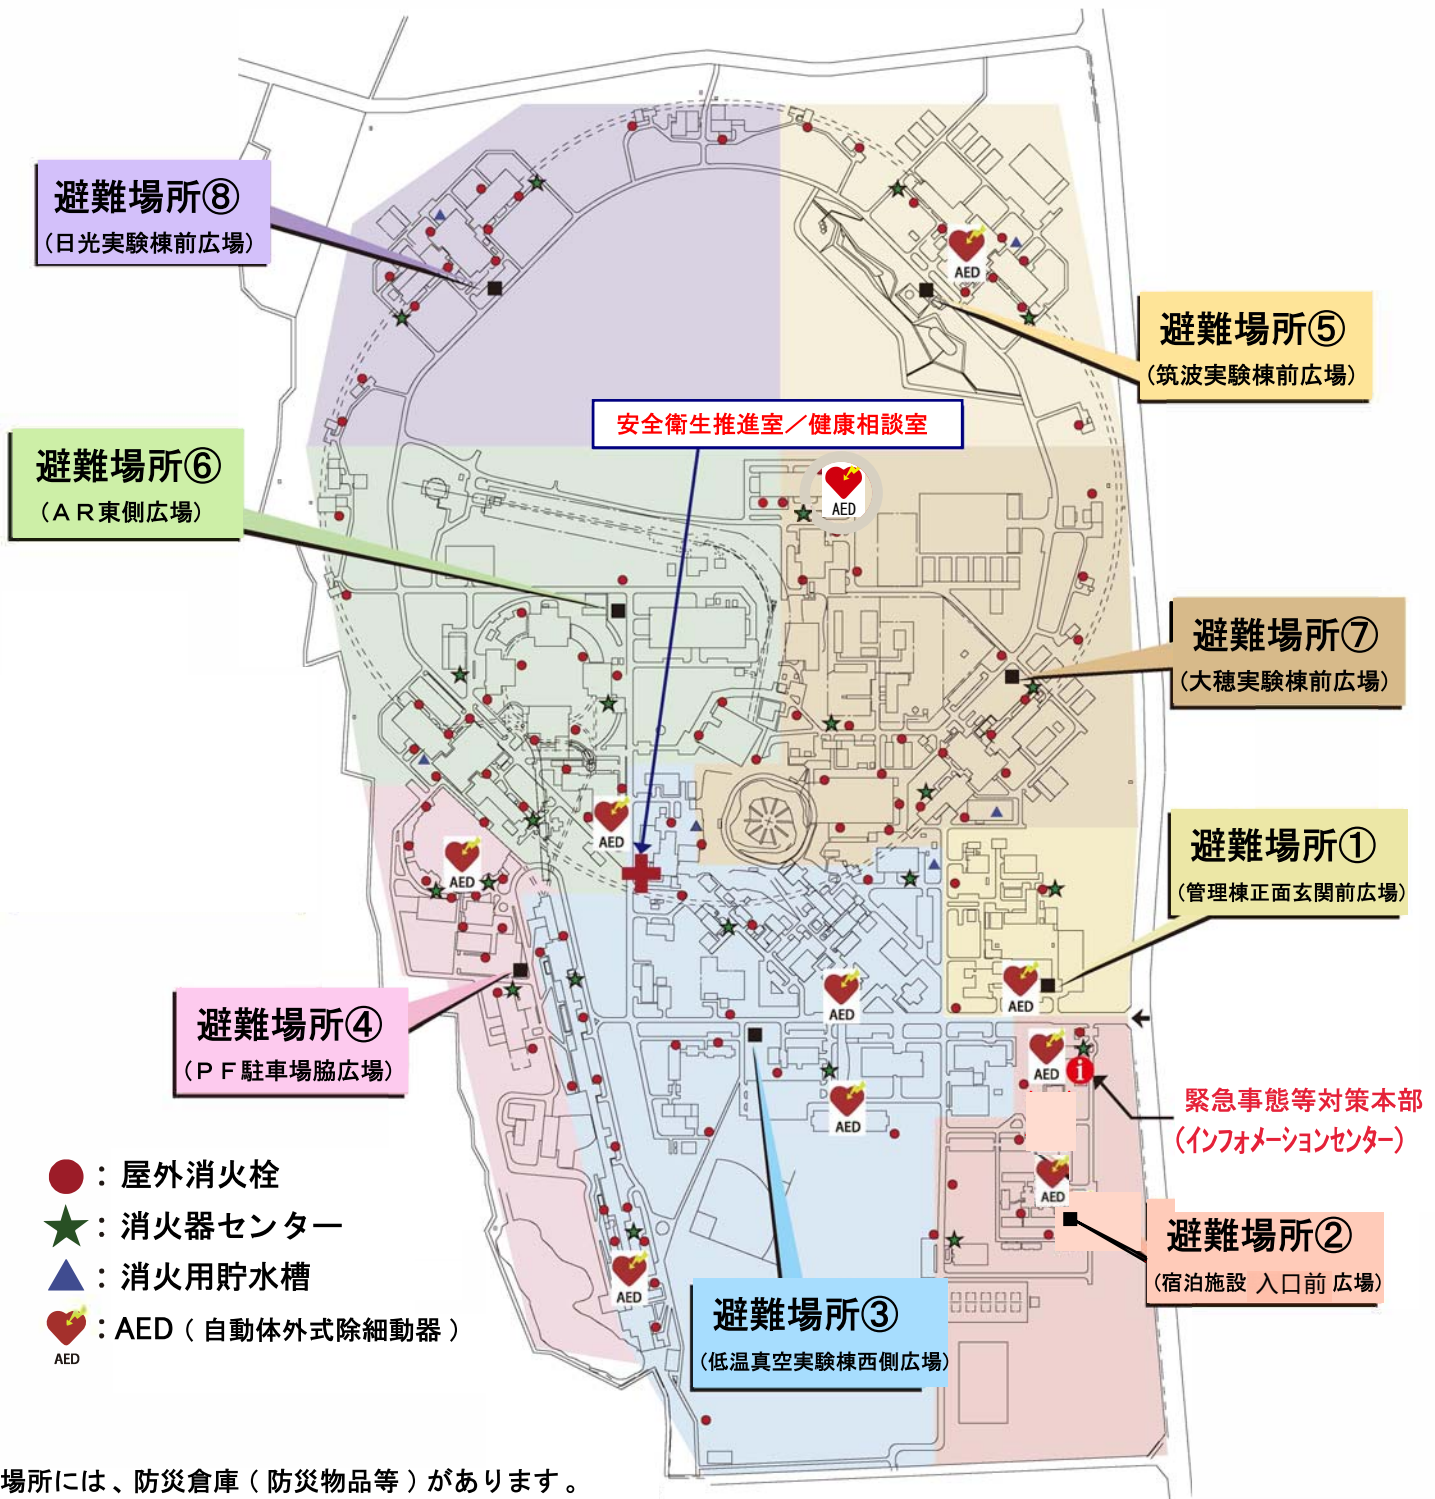 避難場所⑧
(日光実験棟前広場)
避難場所⑤
(筑波実験棟前広場)
安全衛生推進室／健康相談室
避難場所⑥
(ＡＲ東側広場)
AED
AED
避難場所⑦
(大穂実験棟前広場)
避難場所①
(管理棟正面玄関前広場)
AED
AED
避難場所④
(ＰＦ駐車場脇広場)
AED
AED
AED
i
緊急事態等対策本部
(インフォメーションセンター)
AED
AED
AED
避難場所②
(宿泊施設 入口前 広場)
避難場所③
(低温真空実験棟西側広場)
：屋外消火栓
：消火器センター
：消火用貯水槽
：AED（自動体外式除細動器）
AED
場所には、防災倉庫（防災物品等）があります。